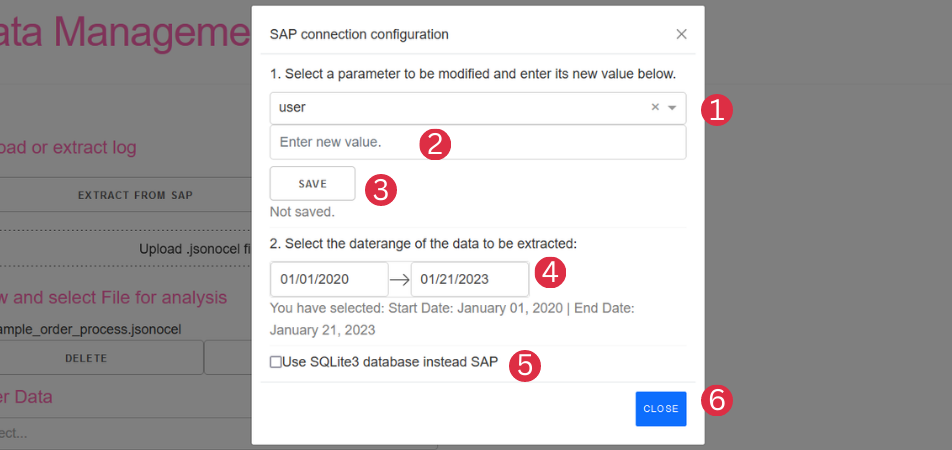 ata Manageme
SAP connection configuration
×
1. Select a parameter to be modified and enter its new value below.
user
×
1
Enter new value.
2
oad or extract log
EXTRACT FROM SAP
SAVE
3
Not saved.
Upload .jsonocel fi
2. Select the daterange of the data to be extracted:
01/01/2020 → 01/21/2023
4
w and select File for analysis
You have selected: Start Date: January 01, 2020 | End Date:
January 21, 2023
ample_order_process.jsonocel
DELETE
Use SQLite3 database instead SAP
5
er Data
CLOSE
6
ect...